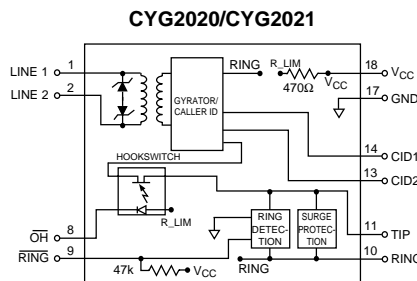 CYG2020/CYG2021
LINE 1
1
LINE 2
2
GYRATOR/
CALLER ID
RING
R_LIM
470Ω
VCC
18
VCC
17
GND
14
CID1
13
CID2
HOOKSWITCH
R_LIM
OH
8
RING
9
47k
VCC
RING
DETEC-
TION
SURGE
PROTEC-
TION
RING
11
TIP
10
RING